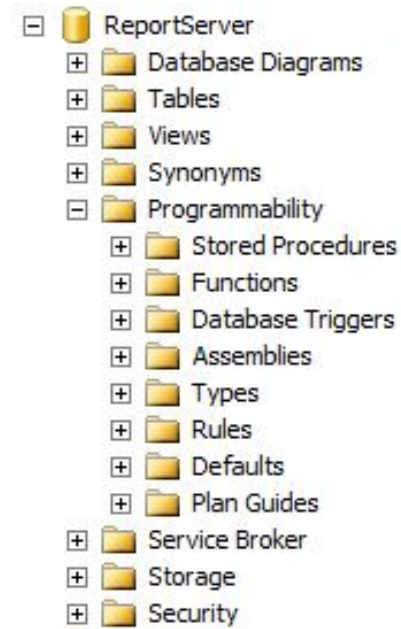 ReportServer
Database Diagrams
Tables
Views
Synonyms
Programmability
Stored Procedures
Functions
Database Triggers
Assemblies
Types
Rules
Defaults
Plan Guides
Service Broker
Storage
Security